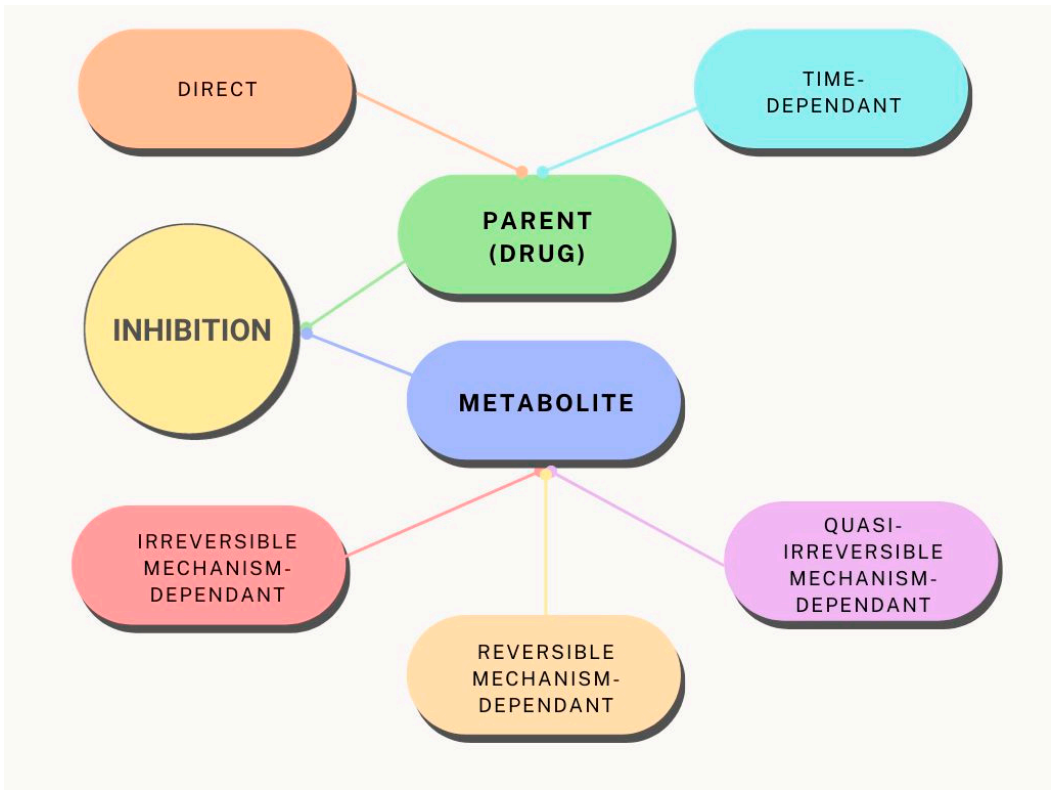 DIRECT
TIME-
DEPENDANT
PARENT
(DRUG)
INHIBITION
METABOLITE
IRREVERSIBLE
MECHANISM-
DEPENDANT
REVERSIBLE
MECHANISM-
DEPENDANT
QUASI-
IRREVERSIBLE
MECHANISM-
DEPENDANT